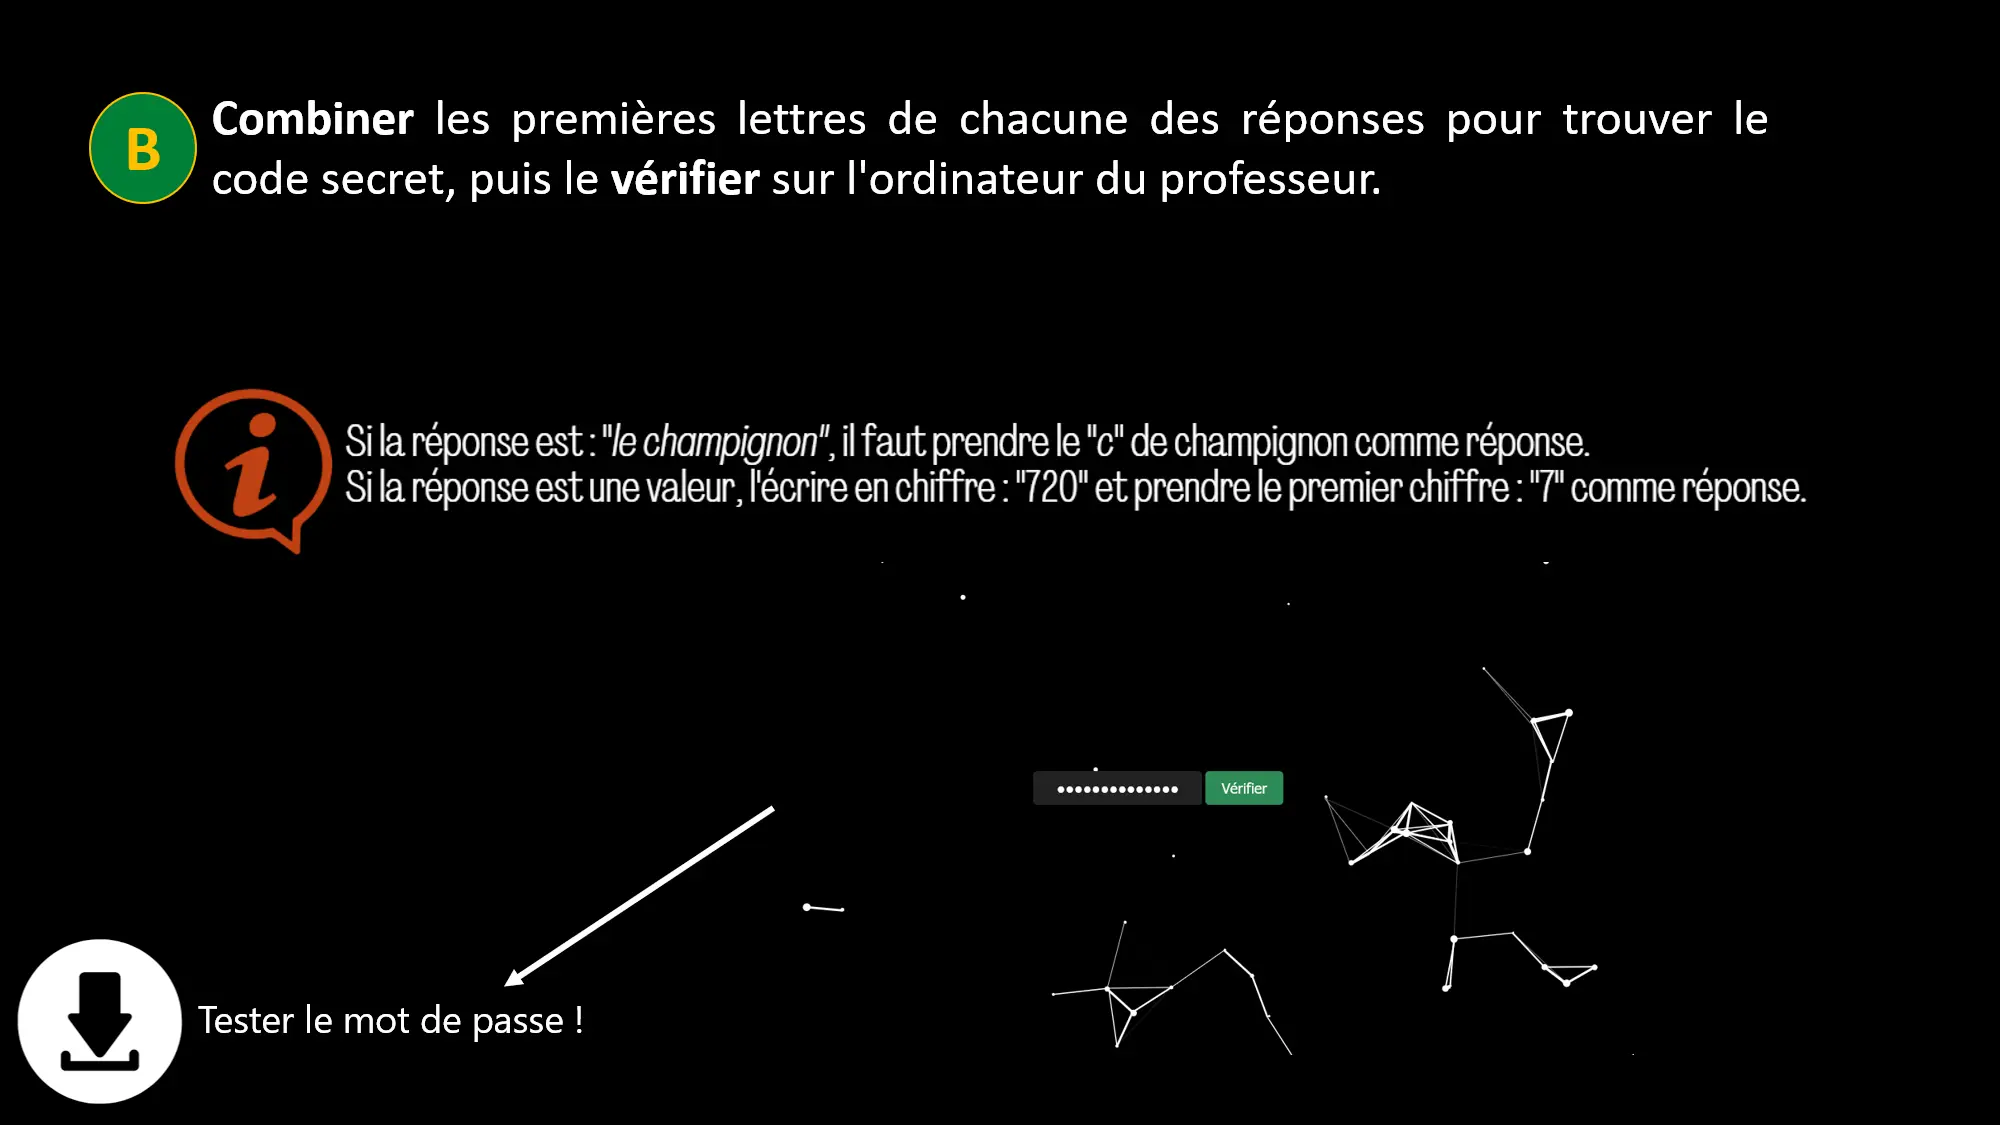 B
Combiner les premières lettres de chacune des réponses pour trouver le
code secret, puis le vérifier sur l'ordinateur du professeur.
i
Si la réponse est : "le champignon", il faut prendre le "c" de champignon comme réponse.
Si la réponse est une valeur, l'écrire en chiffre : "720" et prendre le premier chiffre : "7" comme réponse.
●●●●●●●●●●●●●● Vérifier
Tester le mot de passe !